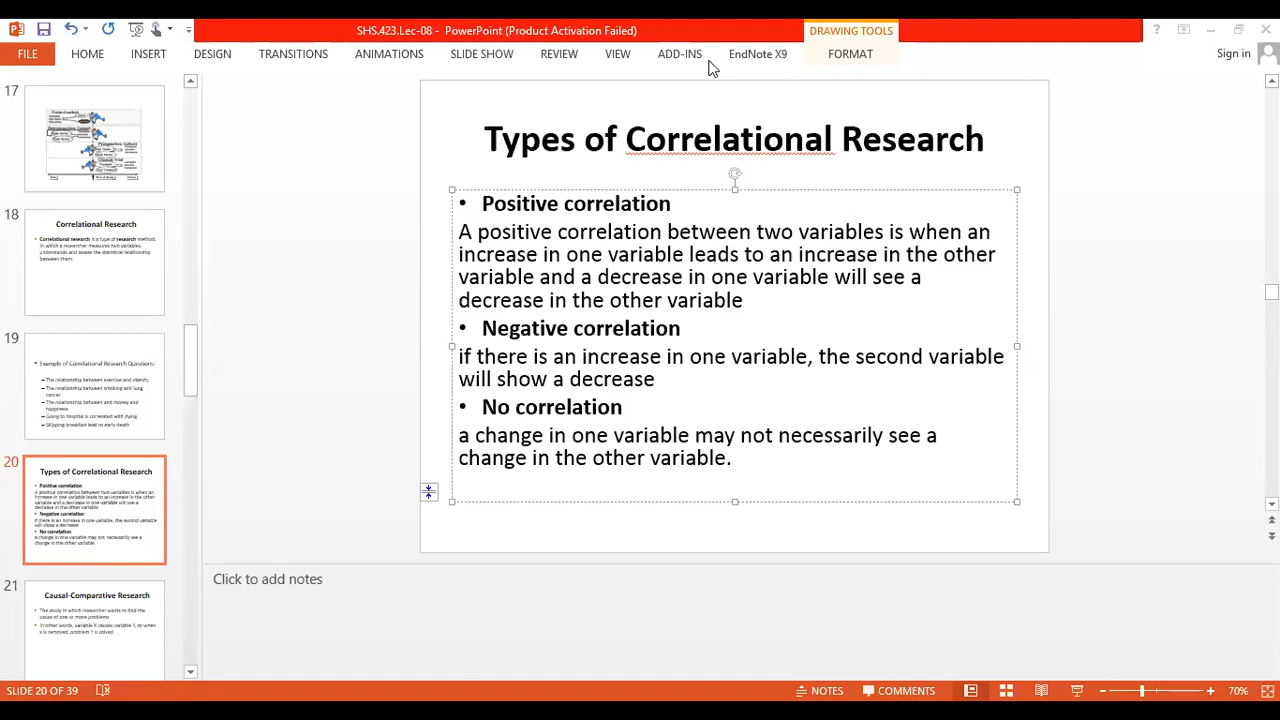 SHS.423.Lec-08 - PowerPoint (Product Activation Failed)
DRAWING TOOLS
FILE HOME INSERT DESIGN TRANSITIONS ANIMATIONS SLIDE SHOW REVIEW VIEW ADD-INS EndNote X9 FORMAT Sign in
17
18
Correlational Research
Correlational research is a type of research method, in which a researcher measures two variables, understands and assess the statistical relationship between them
19
Example of Correlational Research Questions:
– The relationship between exercise and obesity
– The relationship between smoking and lung cancer
– The relationship between and money and happiness.
– Going to hospital is correlated with dying
– Skipping breakfast lead to early death
20
Types of Correlational Research
• Positive correlation
A positive correlation between two variables is when an
increase in one variable leads to an increase in the other
variable and a decrease in one variable will see a
decrease in the other variable
• Negative correlation
if there is an increase in one variable, the second variable
will show a decrease
• No correlation
a change in one variable may not necessarily see a
change in the other variable.
21
Causal-Comparative Research
• The study in which researcher wants to find the cause of one or more problems
• In other words, variable X causes variable Y, so when x is removed, problem Y is solved
Types of Correlational Research
• Positive correlation
A positive correlation between two variables is when an
increase in one variable leads to an increase in the other
variable and a decrease in one variable will see a
decrease in the other variable
• Negative correlation
if there is an increase in one variable, the second variable
will show a decrease
• No correlation
a change in one variable may not necessarily see a
change in the other variable.
Click to add notes
SLIDE 20 OF 39 NOTES COMMENTS 70%